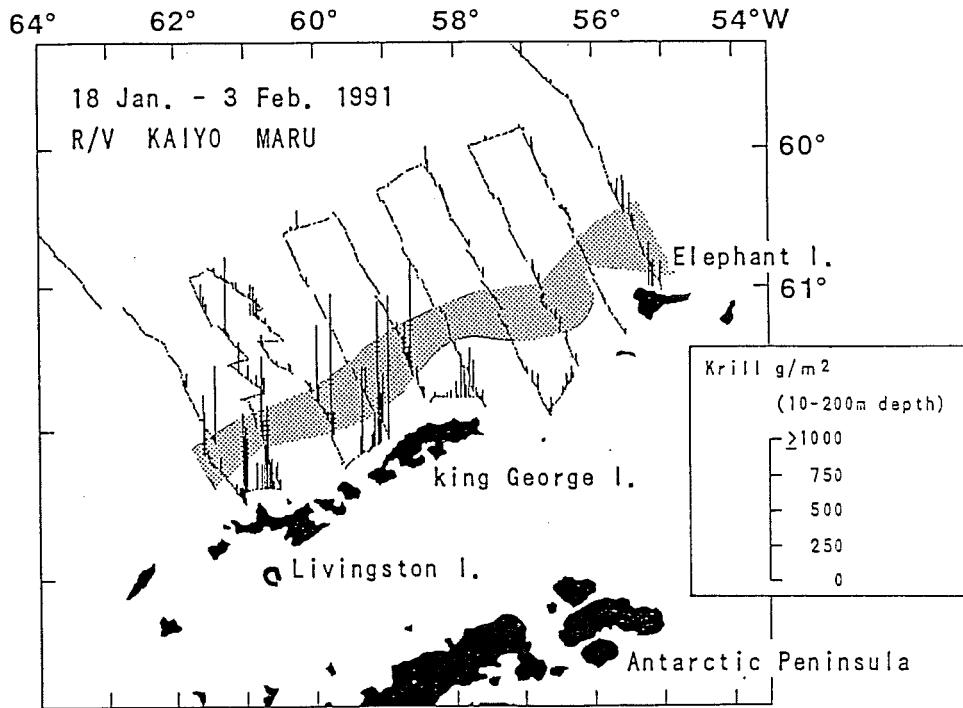 64° 62° 60° 58° 56° 54°W
18 Jan. - 3 Feb. 1991
R/V KAIYO MARU
60°
Elephant I.
61°
Krill g/m²
(10-200m depth)
≥1000
750
500
250
0
king George I.
Livingston I.
Antarctic Peninsula